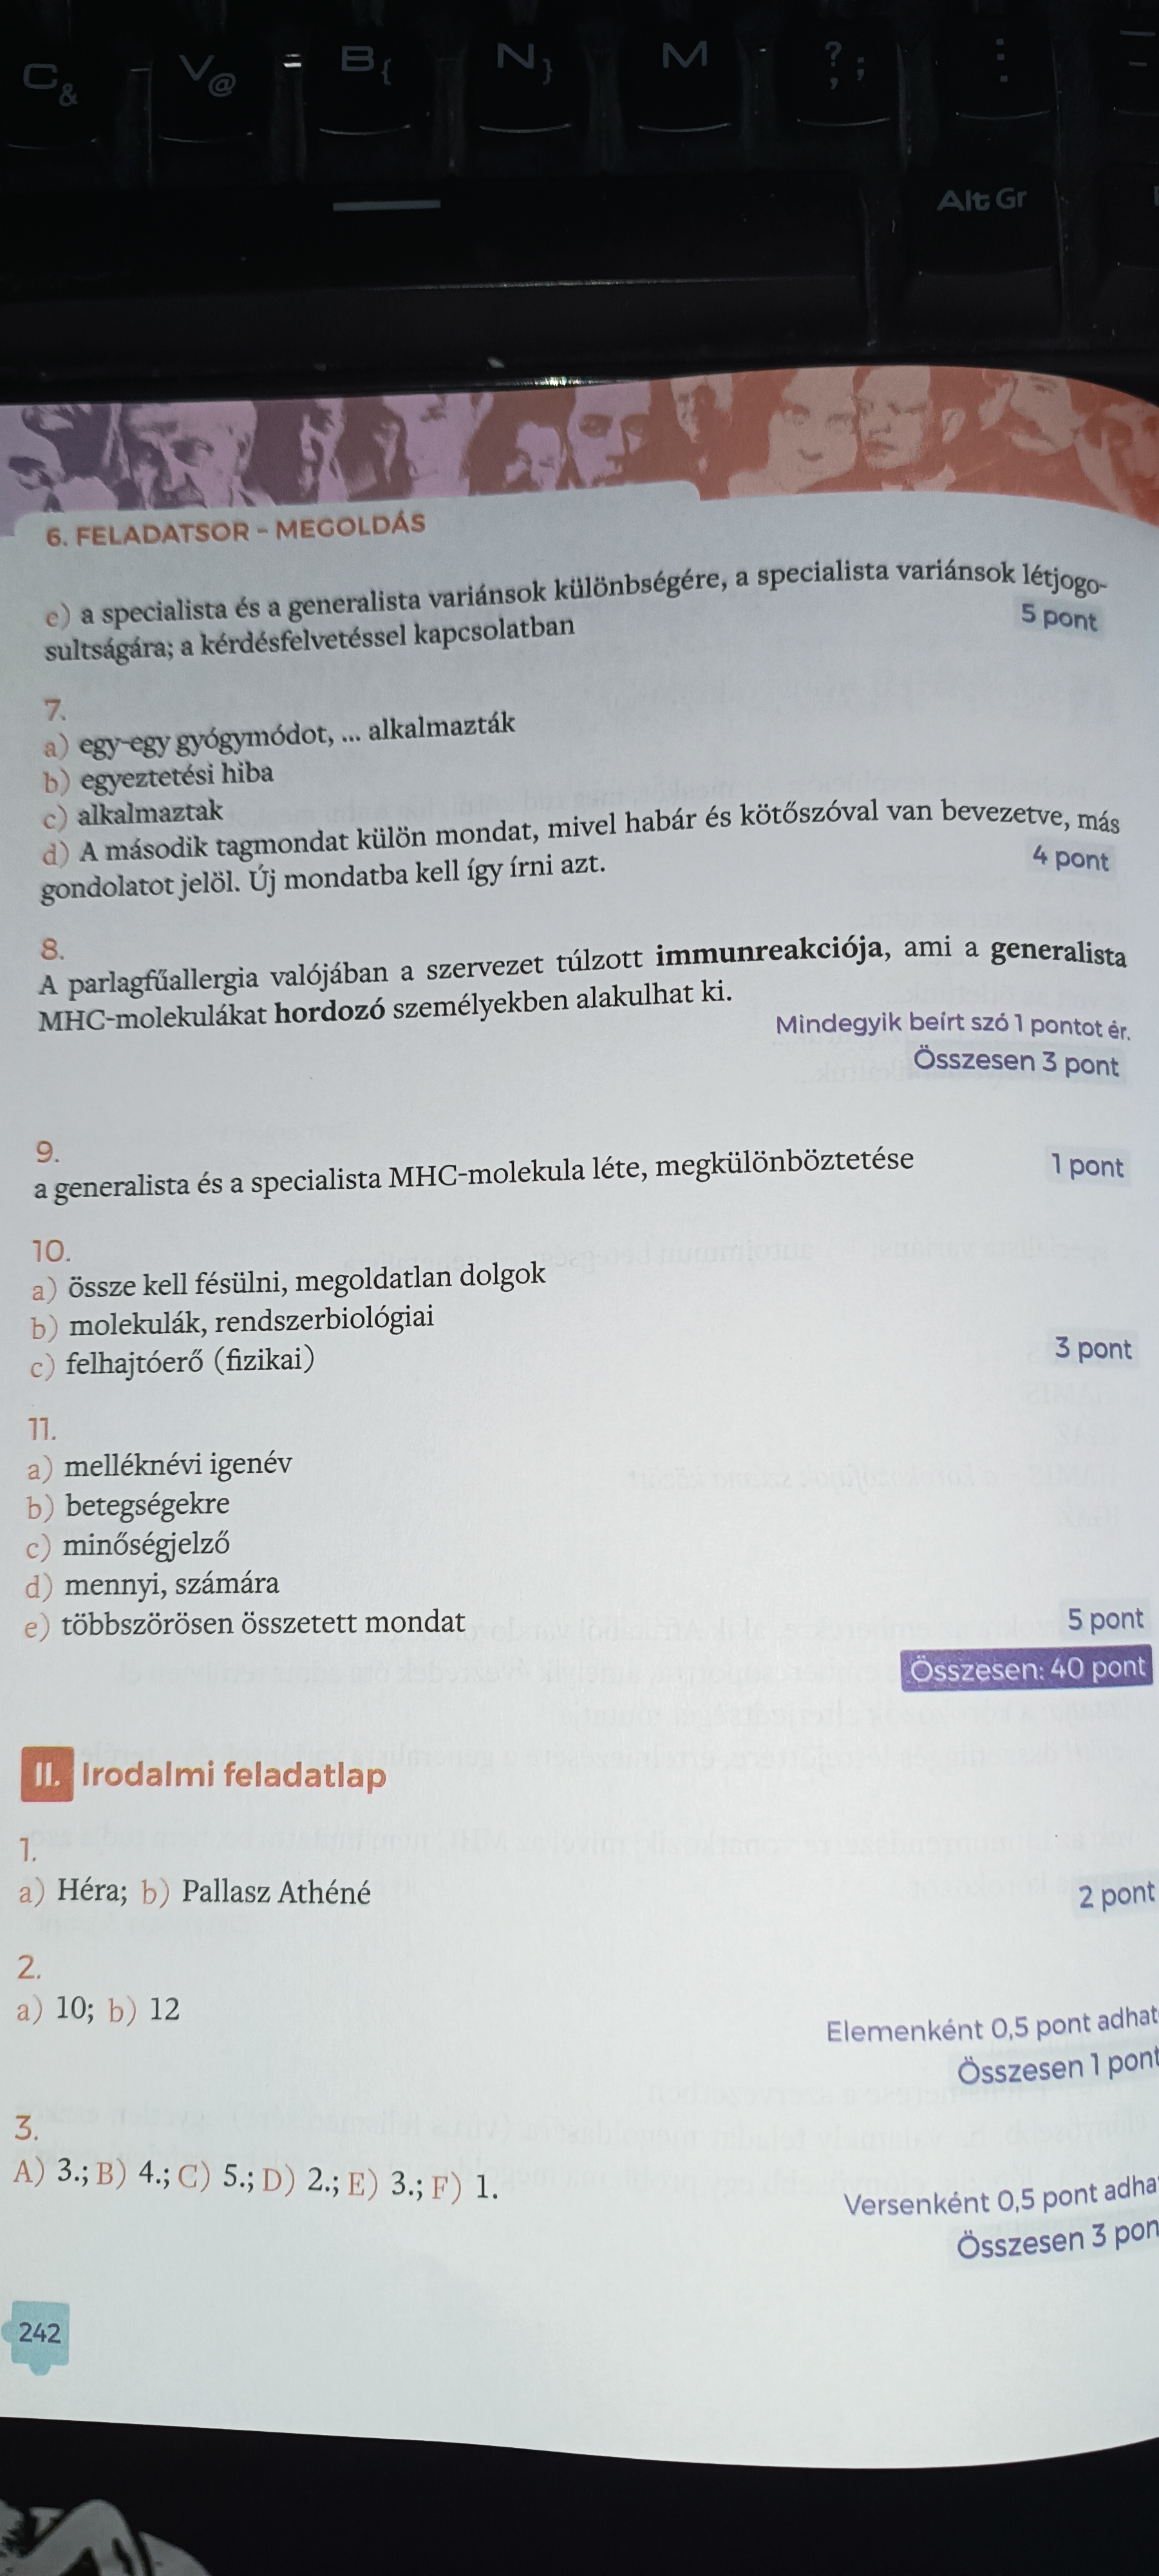 C &
V @
=
B {
N }
M
? , ;
:
Alt Gr
6. FELADATSOR – MEGOLDÁS
e) a specialista és a generalista variánsok különbségére, a specialista variánsok létjogo-
sultságára; a kérdésfelvetéssel kapcsolatban
5 pont
7.
a) egy-egy gyógymódot, ... alkalmazták
b) egyeztetési hiba
c) alkalmaztak
d) A második tagmondat külön mondat, mivel habár és kötőszóval van bevezetve, más
gondolatot jelöl. Új mondatba kell így írni azt.
4 pont
8.
A parlagfűallergia valójában a szervezet túlzott immunreakciója, ami a generalista
MHC-molekulákat hordozó személyekben alakulhat ki.
Mindegyik beírt szó 1 pontot ér.
Összesen 3 pont
9.
a generalista és a specialista MHC-molekula léte, megkülönböztetése 1 pont
10.
a) össze kell fésülni, megoldatlan dolgok
b) molekulák, rendszerbiológiai
c) felhajtóerő (fizikai)
3 pont
11.
a) melléknévi igenév
b) betegségekre
c) minőségjelző
d) mennyi, számára
e) többszörösen összetett mondat
5 pont
Összesen: 40 pont
II. Irodalmi feladatlap
1.
a) Héra; b) Pallasz Athéné
2 pont
2.
a) 10; b) 12
Elemenként 0,5 pont adhat
Összesen 1 pont
3.
A) 3.; B) 4.; C) 5.; D) 2.; E) 3.; F) 1.
Versenként 0,5 pont adha
Összesen 3 pon
242